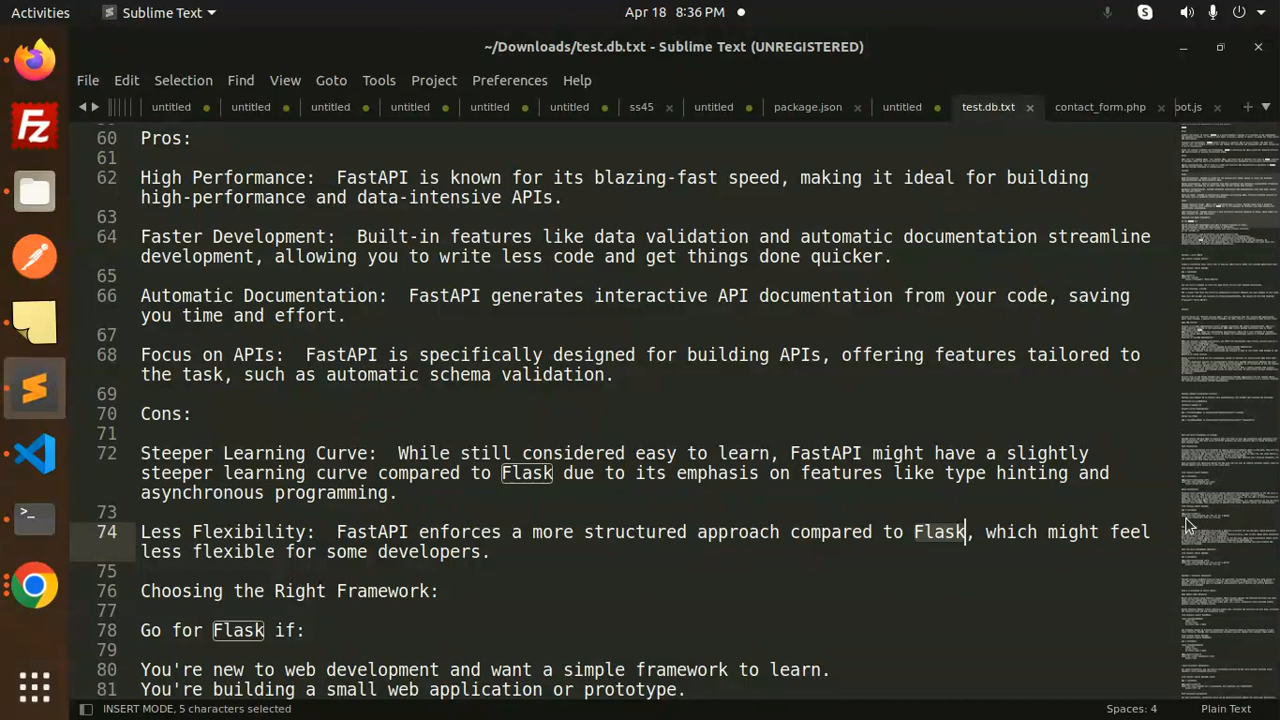 Activities
Sublime Text
Apr 18 8:36 PM
~/Downloads/test.db.txt - Sublime Text (UNREGISTERED)
File Edit Selection Find View Goto Tools Project Preferences Help
untitled untitled untitled untitled untitled untitled ss45 untitled package.json untitled test.db.txt contact_form.php bot.js
60 Pros:
61
62 High Performance: FastAPI is known for its blazing-fast speed, making it ideal for building
high-performance and data-intensive APIs.
63
64 Faster Development: Built-in features like data validation and automatic documentation streamline
development, allowing you to write less code and get things done quicker.
65
66 Automatic Documentation: FastAPI generates interactive API documentation from your code, saving
you time and effort.
67
68 Focus on APIs: FastAPI is specifically designed for building APIs, offering features tailored to
the task, such as automatic schema validation.
69
70 Cons:
71
72 Steeper Learning Curve: While still considered easy to learn, FastAPI might have a slightly
steeper learning curve compared to Flask due to its emphasis on features like type hinting and
asynchronous programming.
73
74 Less Flexibility: FastAPI enforces a more structured approach compared to Flask, which might feel
less flexible for some developers.
75
76 Choosing the Right Framework:
77
78 Go for Flask if:
79
80 You're new to web development and want a simple framework to learn.
81 You're building a small web application or prototype.
INSERT MODE, 5 characters selected
Spaces: 4
Plain Text